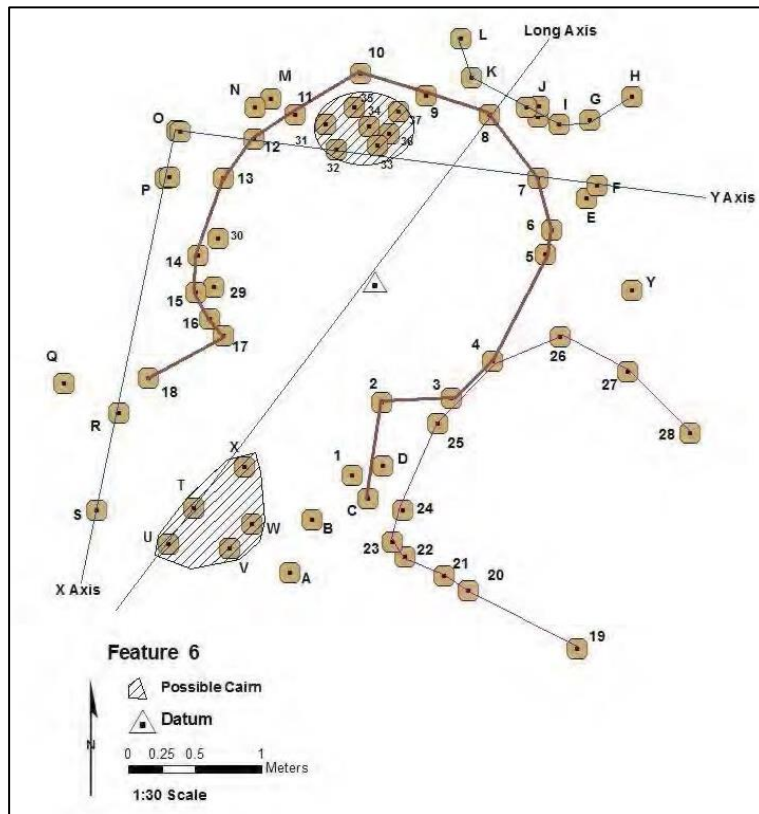 L
Long Axis
10
K
N
M
9
J
H
11
35
I
G
8
O
34
37
31
36
12
32
33
P
13
7
F
Y Axis
E
30
6
14
5
29
Y
15
16
17
4
26
Q
18
2
3
27
R
25
28
X
1
D
T
C
S
24
U
W
B
23
V
22
A
21
20
X Axis
19
Feature 6
Possible Cairn
Datum
N
0 0.25 0.5 1
Meters
1:30 Scale